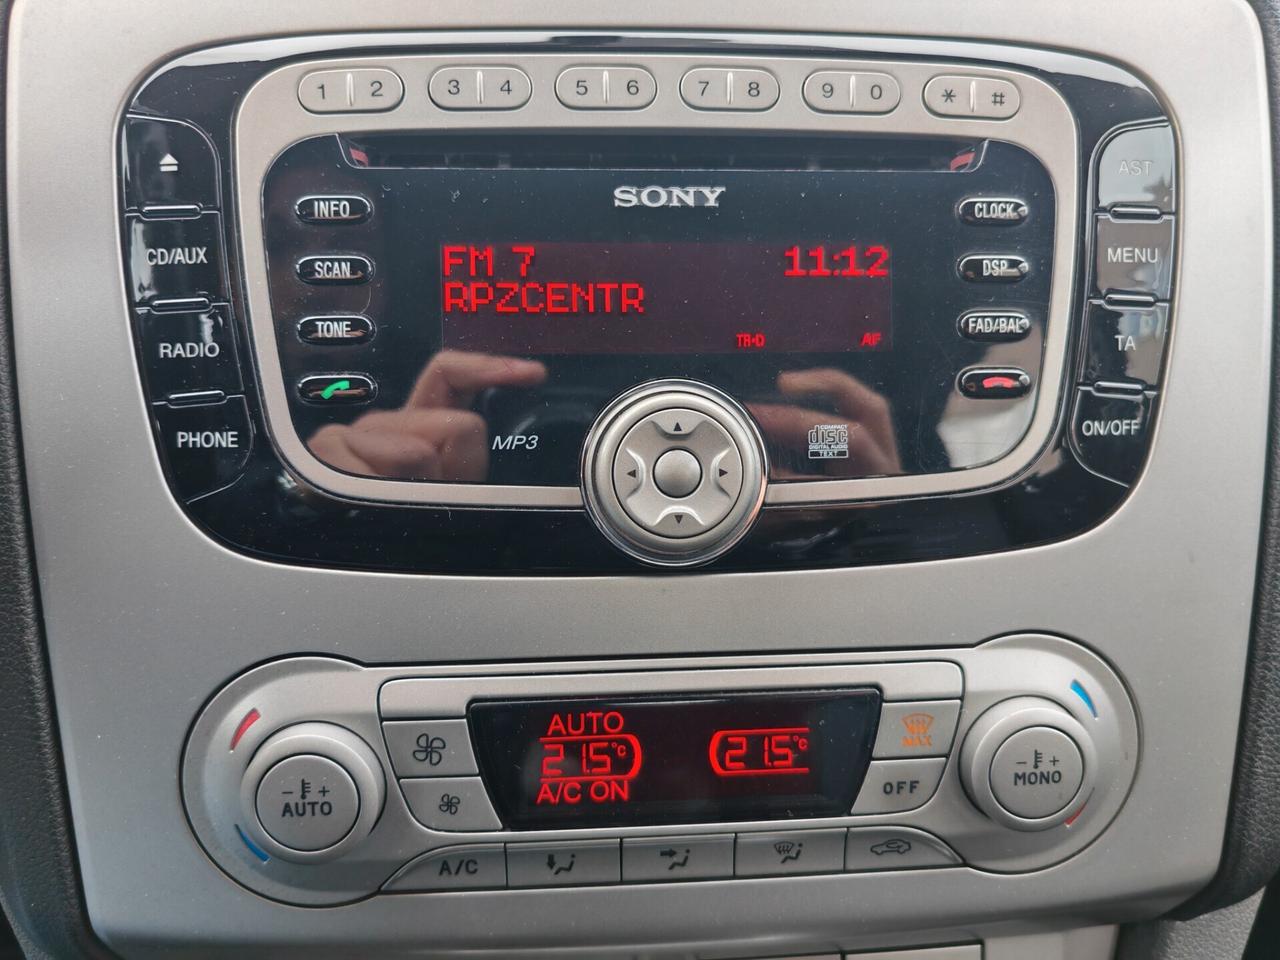 1 2 3 4 5 6 7 8 9 0 * #
SONY
INFO
CLOCK
AST
CD/AUX
SCAN
FM 7 11:12
DSP
MENU
RPZCENTR
RADIO
TONE
TR•D AF
FAD/BAL
TA
PHONE
MP3
COMPACT
disc
DIGITAL AUDIO
TEXT
ON/OFF
AUTO
21.5°C 21.5°C
A/C ON
MAX
OFF
- + AUTO
- + MONO
A/C